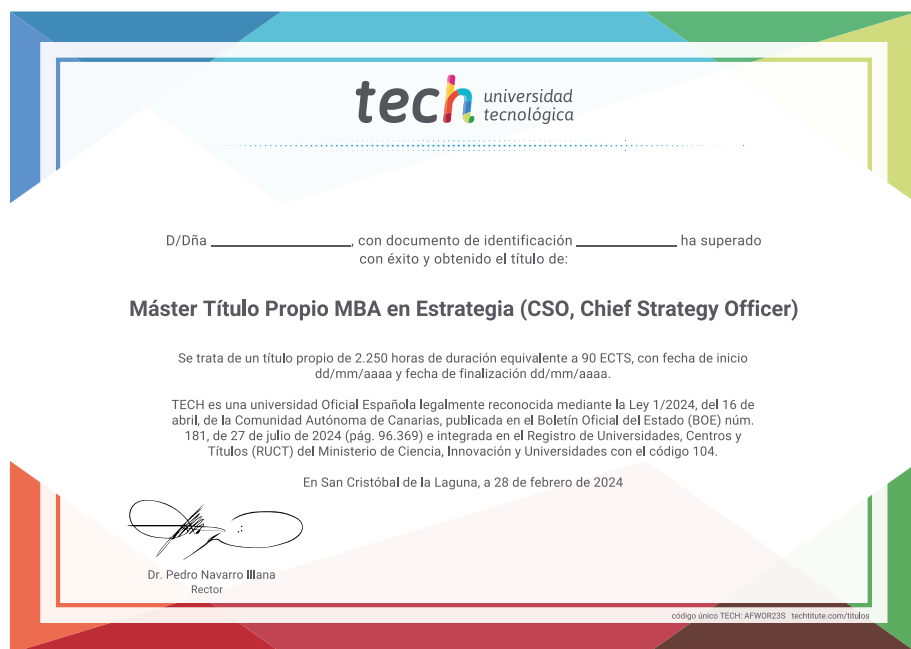 tech universidad
tecnológica
D/Dña ________________, con documento de identificación ____________ ha superado
con éxito y obtenido el título de:
Máster Título Propio MBA en Estrategia (CSO, Chief Strategy Officer)
Se trata de un título propio de 2.250 horas de duración equivalente a 90 ECTS, con fecha de inicio
dd/mm/aaaa y fecha de finalización dd/mm/aaaa.
TECH es una universidad Oficial Española legalmente reconocida mediante la Ley 1/2024, del 16 de
abril, de la Comunidad Autónoma de Canarias, publicada en el Boletín Oficial del Estado (BOE) núm.
181, de 27 de julio de 2024 (pág. 96.369) e integrada en el Registro de Universidades, Centros y
Títulos (RUCT) del Ministerio de Ciencia, Innovación y Universidades con el código 104.
En San Cristóbal de la Laguna, a 28 de febrero de 2024
Dr. Pedro Navarro Illana
Rector
código único TECH: AFWOR23S techtitute.com/titulos